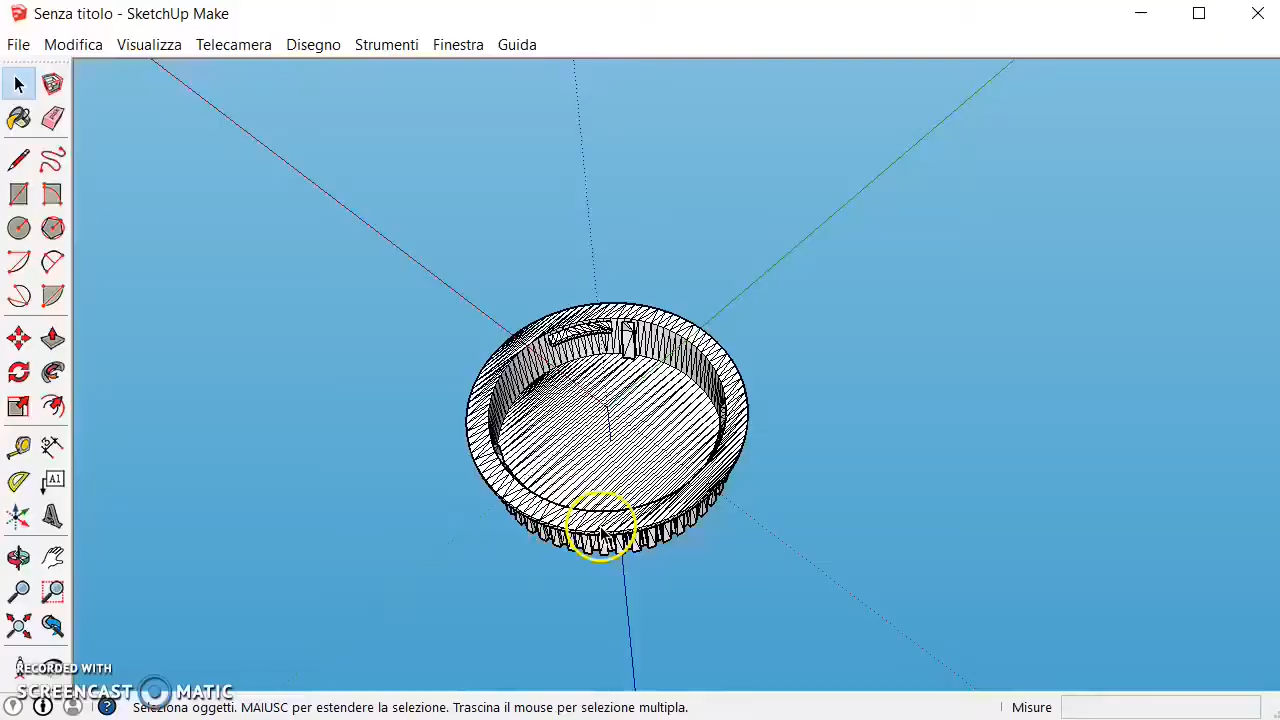 Senza titolo - SketchUp Make
File Modifica Visualizza Telecamera Disegno Strumenti Finestra Guida
A1
RECORDED WITH
SCREENCAST MATIC
Seleziona oggetti. MAIUSC per estendere la selezione. Trascina il mouse per selezione multipla. Misure